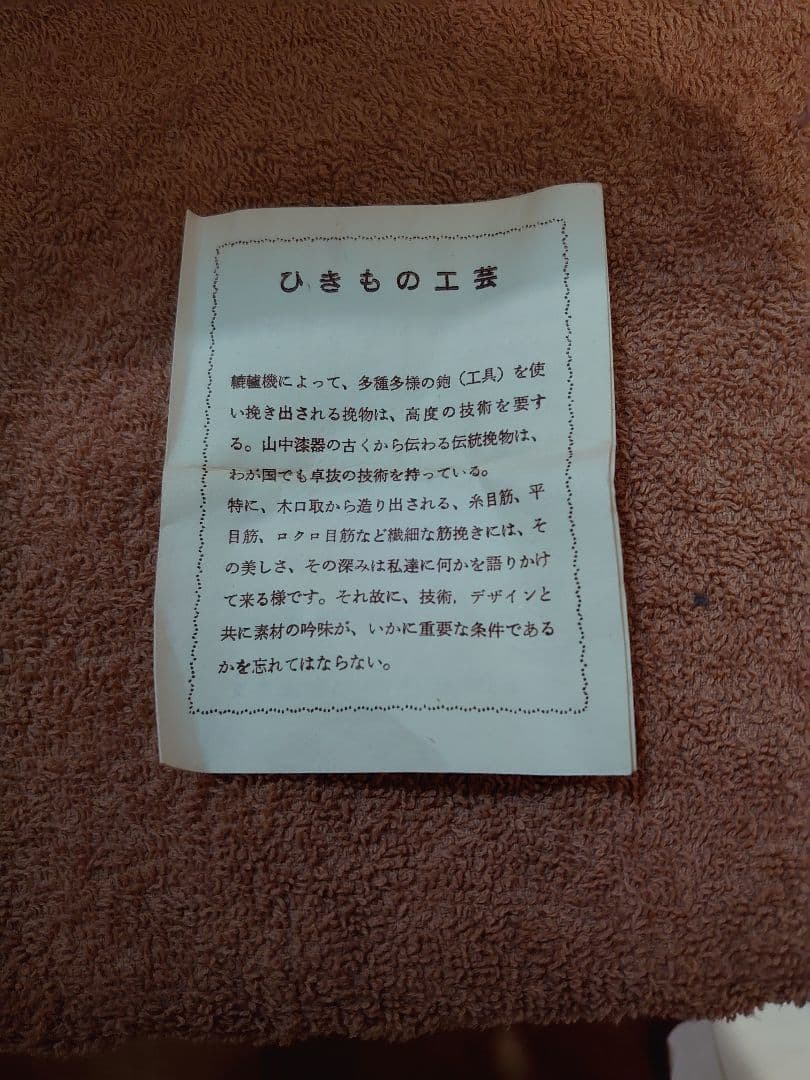 ひきもの工芸
轆轤機によって、多種多様の鉋（工具）を使
い挽き出される挽物は、高度の技術を要す
る。山中漆器の古くから伝わる伝統挽物は、
わが国でも卓抜の技術を持っている。
特に、木口取から造り出される、糸目筋、平
目筋、ロクロ目筋など繊細な筋挽きには、そ
の美しさ、その深みは私達に何かを語りかけ
て来る様です。それ故に、技術，デザインと
共に素材の吟味が、いかに重要な条件である
かを忘れてはならない。